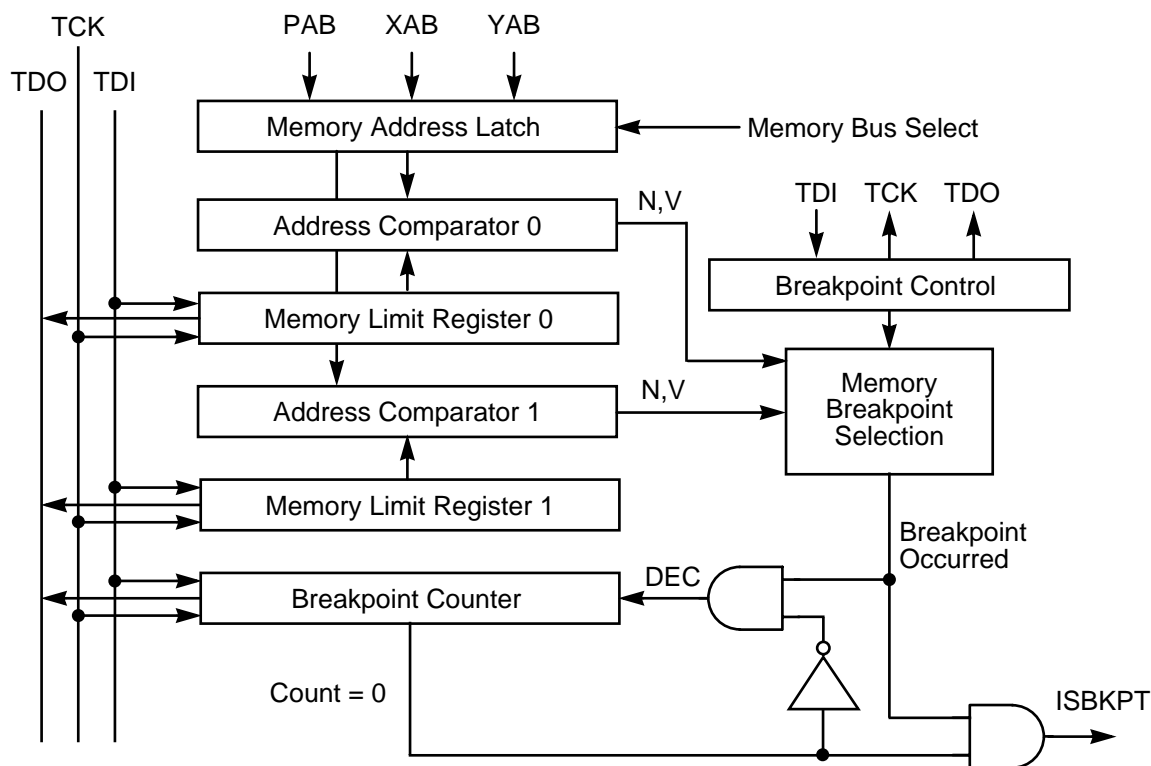 TCK
PAB XAB YAB
TDO TDI
Memory Address Latch
Memory Bus Select
N,V
TDI TCK TDO
Address Comparator 0
Breakpoint Control
Memory Limit Register 0
Memory
Breakpoint
Selection
N,V
Address Comparator 1
Memory Limit Register 1
Breakpoint
Occurred
DEC
Breakpoint Counter
Count = 0
ISBKPT